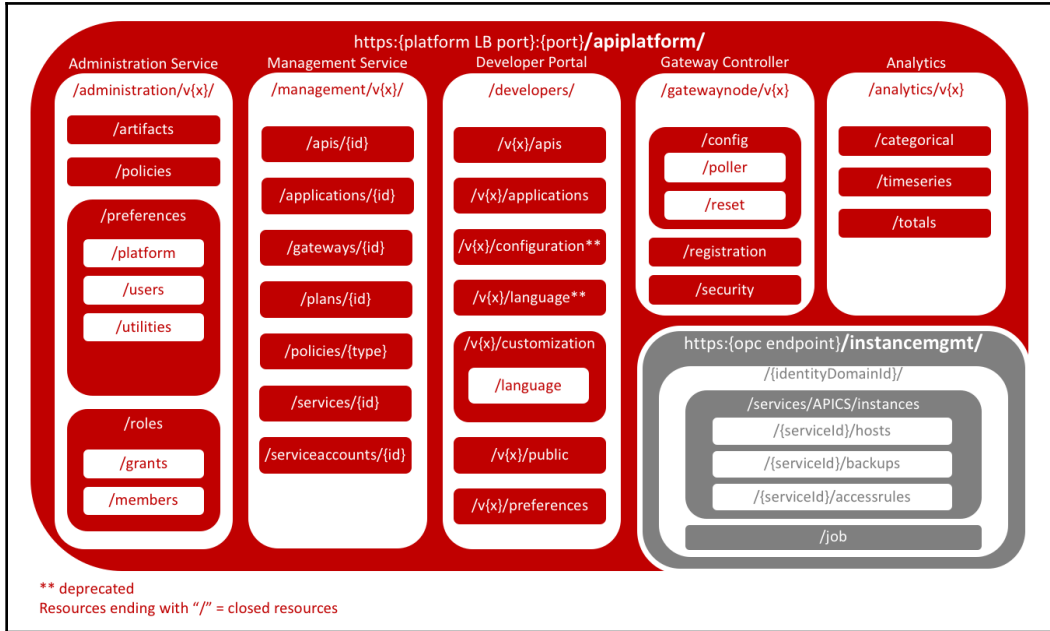 https:{platform LB port}:{port}/apiplatform/
Administration Service
/administration/v{x}/
/artifacts
/policies
/preferences
/platform
/users
/utilities
/roles
/grants
/members
Management Service
/management/v{x}/
/apis/{id}
/applications/{id}
/gateways/{id}
/plans/{id}
/policies/{type}
/services/{id}
/serviceaccounts/{id}
Developer Portal
/developers/
/v{x}/apis
/v{x}/applications
/v{x}/configuration**
/v{x}/language**
/v{x}/customization
/language
/v{x}/public
/v{x}/preferences
Gateway Controller
/gatewaynode/v{x}
/config
/poller
/reset
/registration
/security
Analytics
/analytics/v{x}
/categorical
/timeseries
/totals
https:{opc endpoint}/instancemgmt/
/{identityDomainId}/
/services/APICS/instances
/{serviceId}/hosts
/{serviceId}/backups
/{serviceId}/accessrules
/job
** deprecated
Resources ending with “/” = closed resources